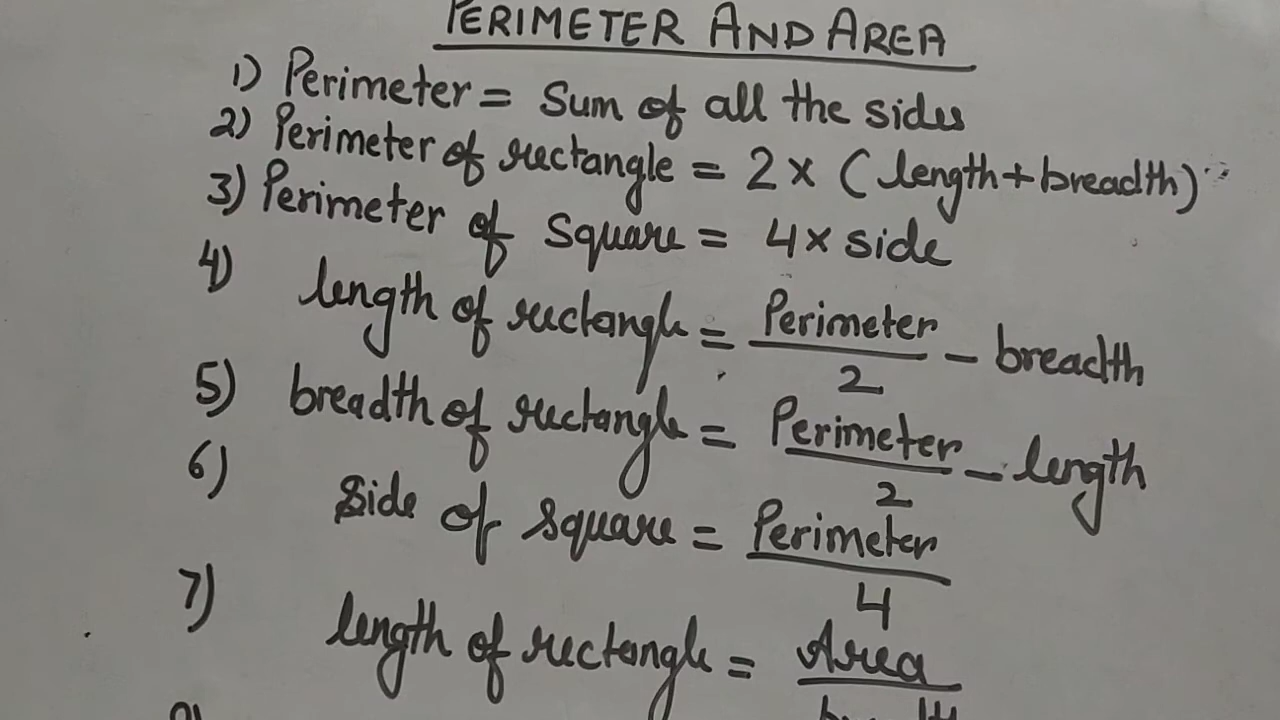 PERIMETER AND AREA
1) Perimeter = Sum of all the sides
2) Perimeter of rectangle = 2 × (length + breadth)
3) Perimeter of square = 4 × side
4) length of rectangle = Perimeter/2 − breadth
5) breadth of rectangle = Perimeter/2 − length
6) Side of square = Perimeter/4
7) length of rectangle = Area/